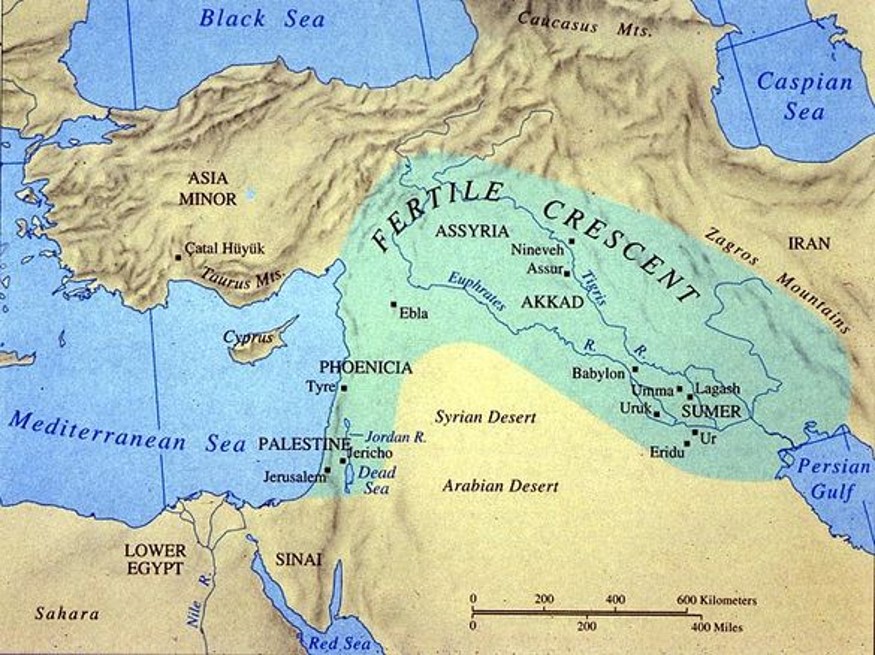 Black Sea
Caucasus Mts.
Caspian
Sea
ASIA
MINOR
FERTILE CRESCENT
ASSYRIA
Nineveh
Assur
Zagros Mountains
IRAN
Çatal Hüyük
Taurus Mts.
Euphrates R.
Tigris R.
AKKAD
Ebla
Cyprus
PHOENICIA
Tyre
Babylon
Umma
Lagash
Uruk
SUMER
Ur
Eridu
Mediterranean Sea
Syrian Desert
PALESTINE
Jordan R.
Jericho
Jerusalem
Dead
Sea
Arabian Desert
Persian
Gulf
LOWER
EGYPT
SINAI
Nile R.
Sahara
Red Sea
0 200 400 600 Kilometers
0 200 400 Miles